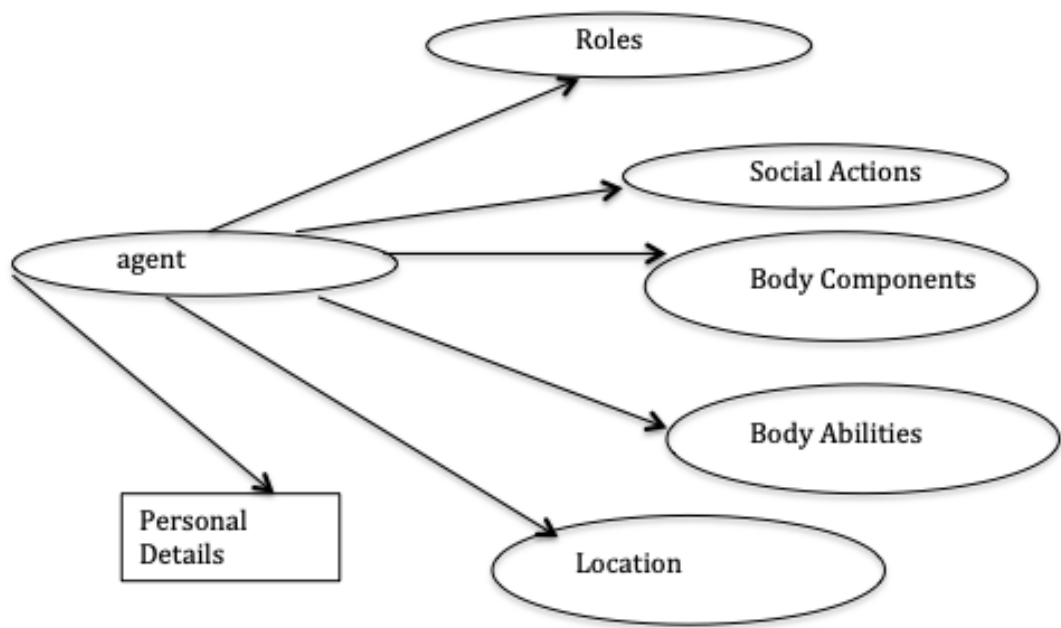 Roles
Social Actions
agent
Body Components
Body Abilities
Personal
Details
Location